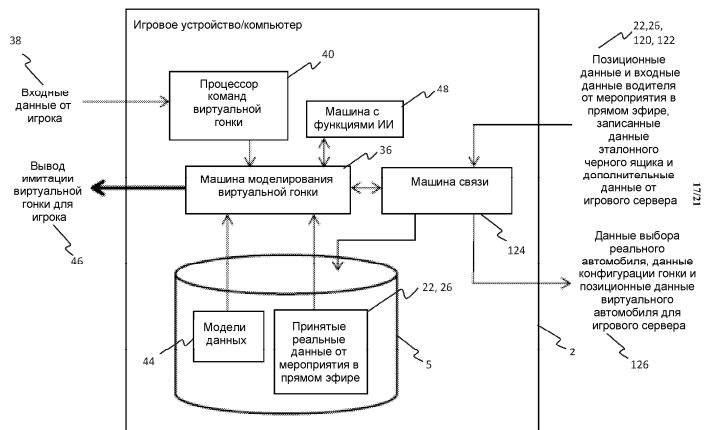 Игровое устройство/компьютер
38
Входные
данные от
игрока
40
Процессор
команд
виртуальной
гонки
48
Машина с
функциями ИИ
22,26,
120, 122
Позиционные
данные и входные
данные водителя
от мероприятия в
прямом эфире,
записанные
данные
эталонного
черного ящика и
дополнительные
данные от
игрового сервера
36
Вывод
имитации
виртуальной
гонки для
игрока
46
Машина моделирования
виртуальной гонки
Машина связи
124
17/21
Данные выбора
реального
автомобиля, данные
конфигурации гонки и
позиционные данные
виртуального
автомобиля для
игрового сервера
126
22, 26
Модели
данных
44
Принятые
реальные
данные от
мероприятия в
прямом эфире
5
2